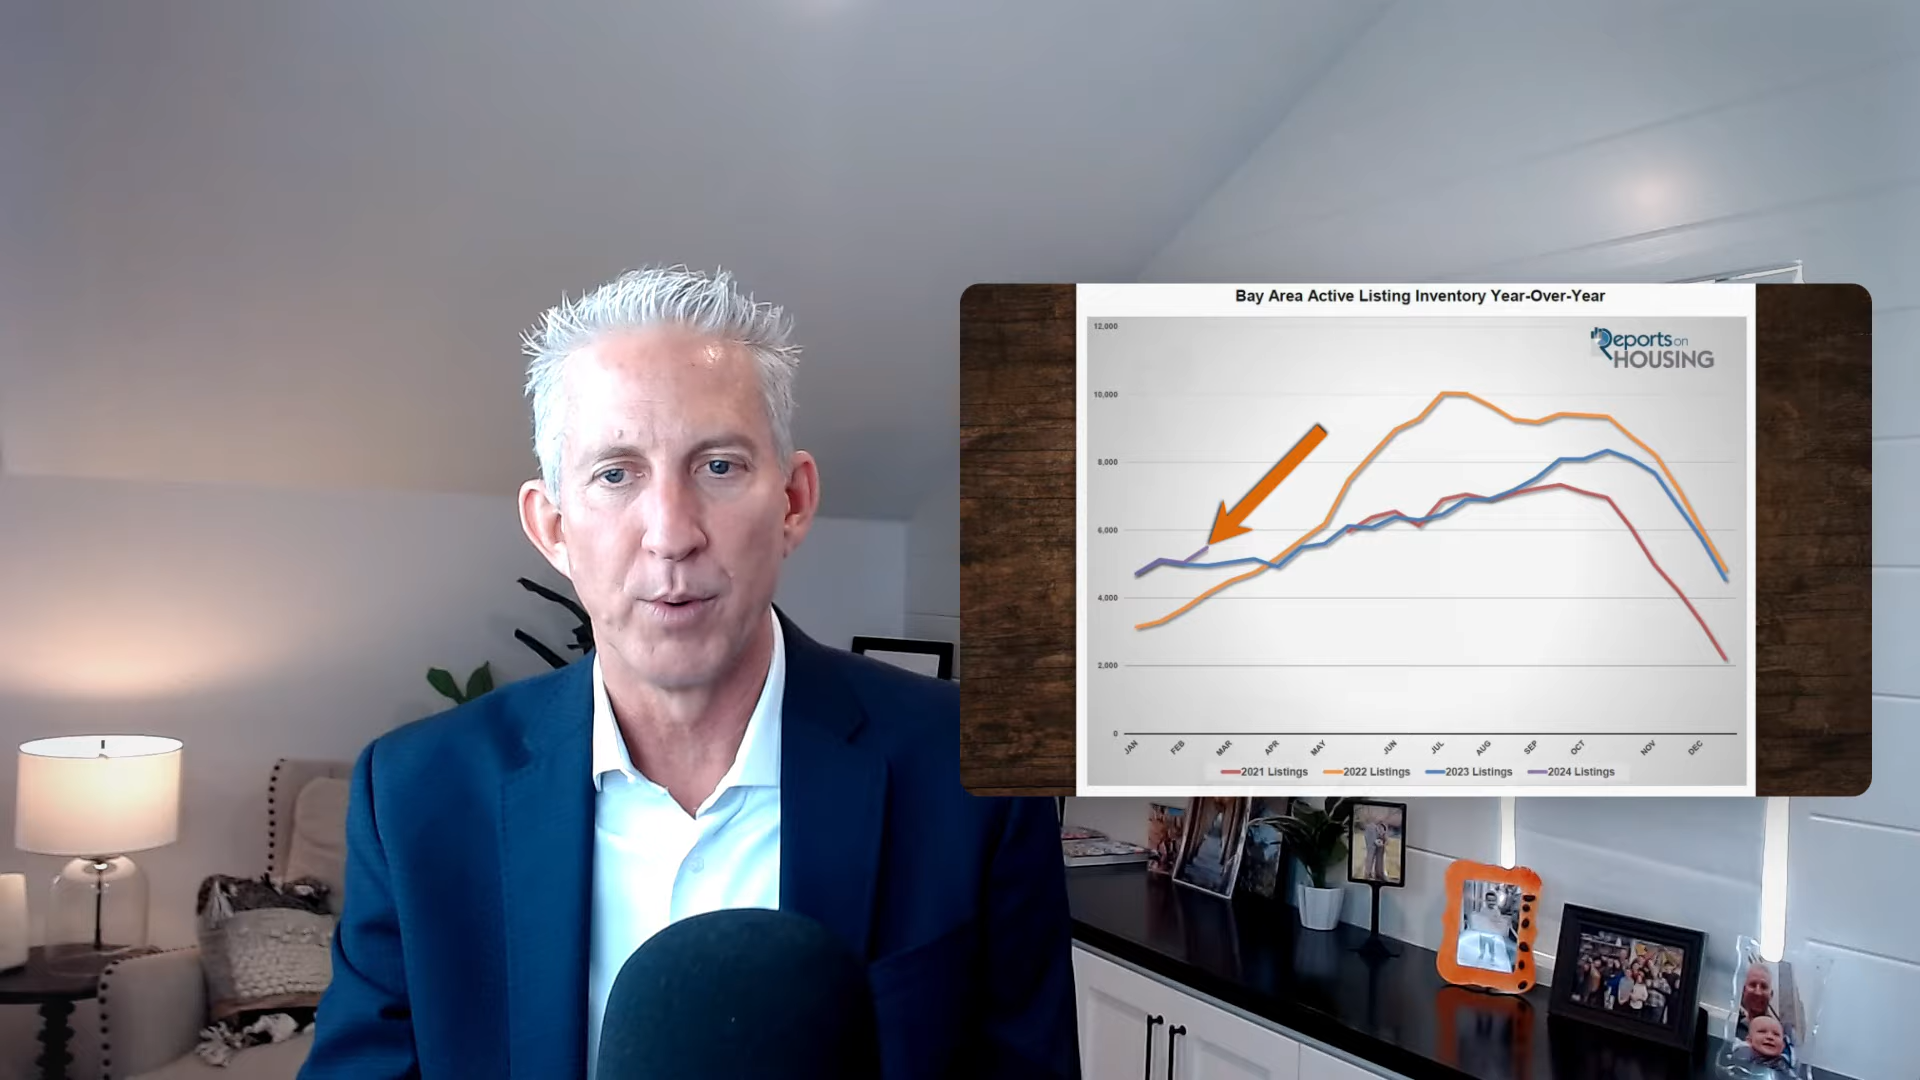 Bay Area Active Listing Inventory Year-Over-Year
Reports on
HOUSING
12,000
10,000
8,000
6,000
4,000
2,000
0
JAN FEB MAR APR MAY JUN JUL AUG SEP OCT NOV DEC
2021 Listings 2022 Listings 2023 Listings 2024 Listings